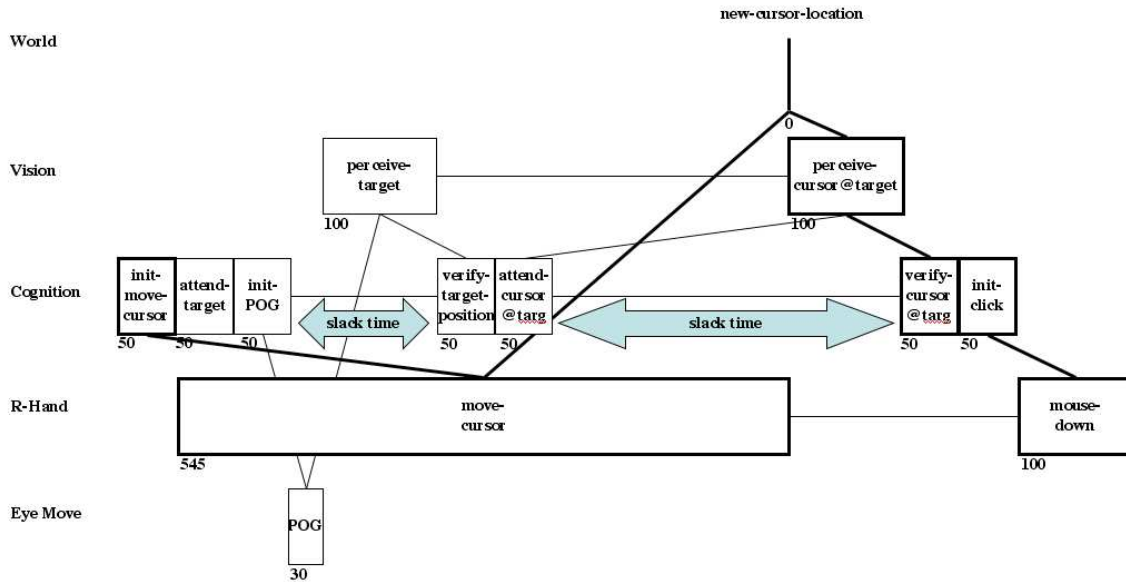 new-cursor-location
World
0
Vision
perceive-
target
100
perceive-
cursor@target
100
Cognition
init-
move-
cursor
50
attend-
target
50
init-
POG
50
slack time
verify-
target-
position
50
attend-
cursor
@targ
50
slack time
verify-
cursor
@targ
50
init-
click
50
R-Hand
move-
cursor
545
mouse-
down
100
Eye Move
POG
30